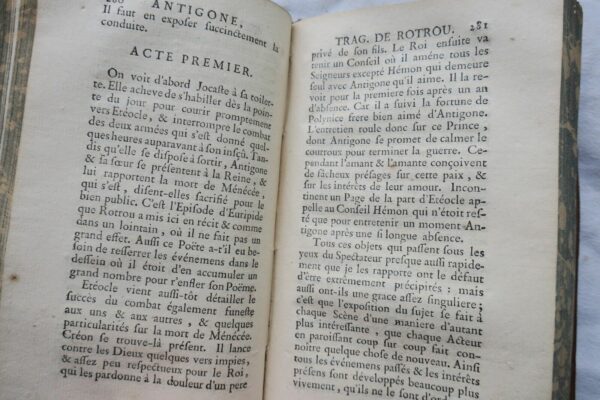 280 ANTIGONE,
Il faut en exposer succinctement la
conduite.
ACTE PREMIER.
On voit d'abord Jocaste à sa toilet-
te. Elle acheve de s'habiller dès la poin-
te du jour pour courir promptement
vers Etéocle, & interrompre le combat
des deux armées qui s'est donné quel-
ques heures auparavant à son insçû. Tan-
dis qu'elle se dispose à sortir, Antigone
& sa sœur se présentent à la Reine, &
lui rapportent la mort de Ménécée,
qui s'est, disent-elles sacrifié pour le
bien public. C'est l'Episode d'Euripide
que Rotrou a mis ici en récit & comme
dans un lointain, où il ne fait pas un
grand effet. Aussi ce Poëte a-t'il eu be-
soin de resserrer les événemens dans le
dessein où il étoit d'en accumuler un
grand nombre pour r'enfler son Poëme.
Etéocle vient aussi-tôt détailler le
succès du combat également funeste
aux uns & aux autres, & quelques
particularités sur la mort de Ménécée.
Créon se trouve-là présent. Il lance
contre les Dieux quelques vers impies,
& assez peu respectueux pour le Roi,
qui les pardonne à la douleur d'un pere
TRAG. DE ROTROU. 281
privé de son fils. Le Roi ensuite va
tenir un Conseil où il améne tous les
Seigneurs excepté Hémon qui demeure
seul avec Antigone qu'il aime. Il la re-
voit pour la premiere fois après un an
d'absence. Car il a suivi la fortune de
Polynice frere bien aimé d'Antigone.
L'entretien roule donc sur ce Prince,
dont Antigone se promet de calmer le
courroux pour terminer la guerre. Ce-
pendant l'amant & l'amante conçoivent
de fâcheux présages sur cette paix, &
sur les intérêts de leur amour. Incon-
tinent un Page de la part d'Etéocle appel-
le au Conseil Hémon qui n'étoit res-
té que pour entretenir un moment An-
tigone après une si longue absence.
Tous ces objets qui passent sous les
yeux du Spectateur presque aussi rapide-
ment que je les rapporte ont le défaut
d'être extrèmement précipités : mais
aussi ont-ils une grace assez singuliere;
c'est que l'exposition du sujet se fait à
chaque Scène d'une maniere d'autant
plus intéressante, que chaque Acteur
en paroissant coup sur coup fait con-
noître quelque chose de nouveau. Ainsi
tous les événemens passés & les intérêts
présens sont développés beaucoup plus
vivement, qu'ils ne le sont d'ordi-